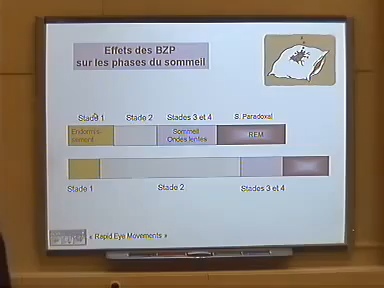 Effets des BZP
sur les phases du sommeil
Stade 1 Stade 2 Stades 3 et 4 S. Paradoxal
Endormis-
sement
Sommeil
Ondes lentes
REM
Stade 1 Stade 2 Stades 3 et 4
« Rapid Eye Movements »